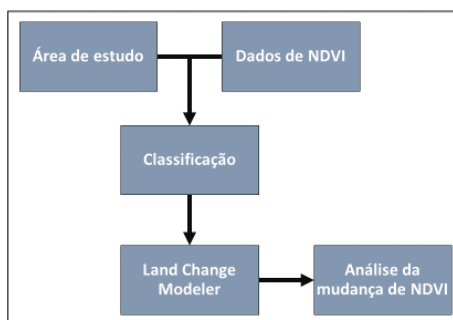 Área de estudo
Dados de NDVI
Classificação
Land Change
Modeler
Análise da
mudança de NDVI